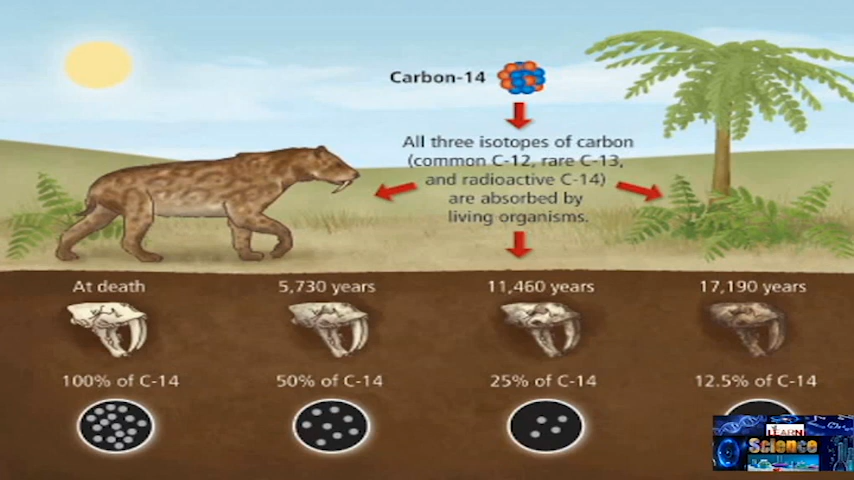 Carbon-14
All three isotopes of carbon
(common C-12, rare C-13,
and radioactive C-14)
are absorbed by
living organisms.
At death
5,730 years
11,460 years
17,190 years
100% of C-14
50% of C-14
25% of C-14
12.5% of C-14
LEARN
Science